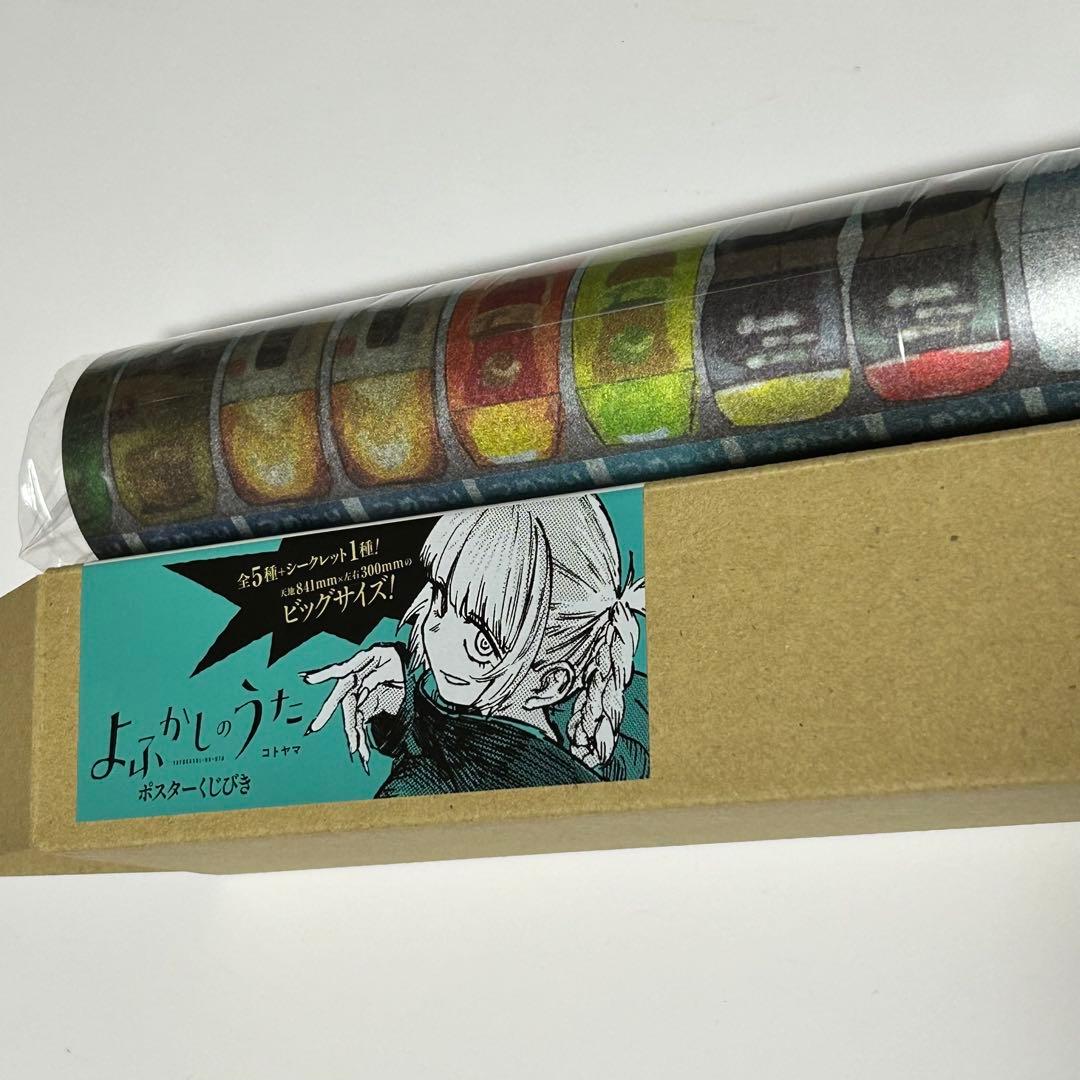 全5種+シークレット1種!
天地841mm×左右300mmの
ビッグサイズ!
よふかしのうた
YOFUKASHI-NO-UTA
コトヤマ
ポスターくじびき